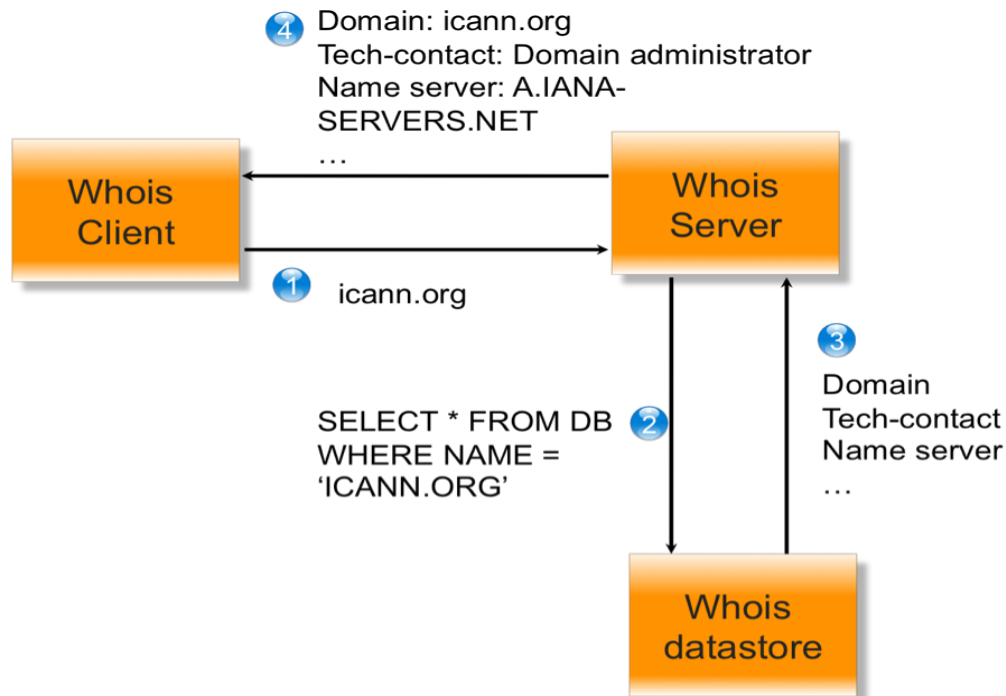 4
Domain: icann.org
Tech-contact: Domain administrator
Name server: A.IANA-
SERVERS.NET
…
Whois
Client
Whois
Server
1
icann.org
SELECT * FROM DB
WHERE NAME =
‘ICANN.ORG’
2
3
Domain
Tech-contact
Name server
…
Whois
datastore